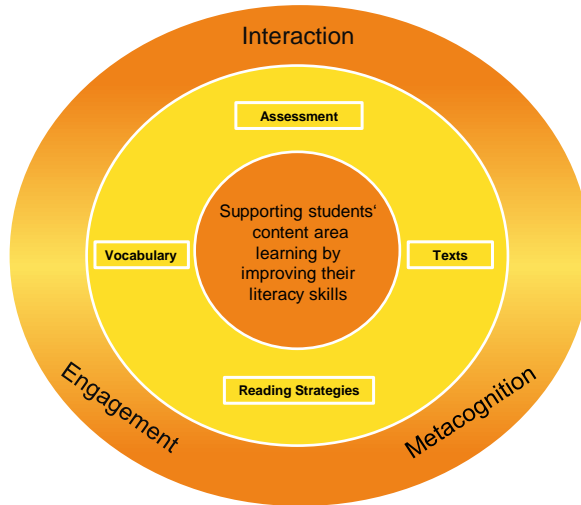 Interaction
Assessment
Supporting students‘
content area
learning by
improving their
literacy skills
Vocabulary
Texts
Reading Strategies
Engagement
Metacognition